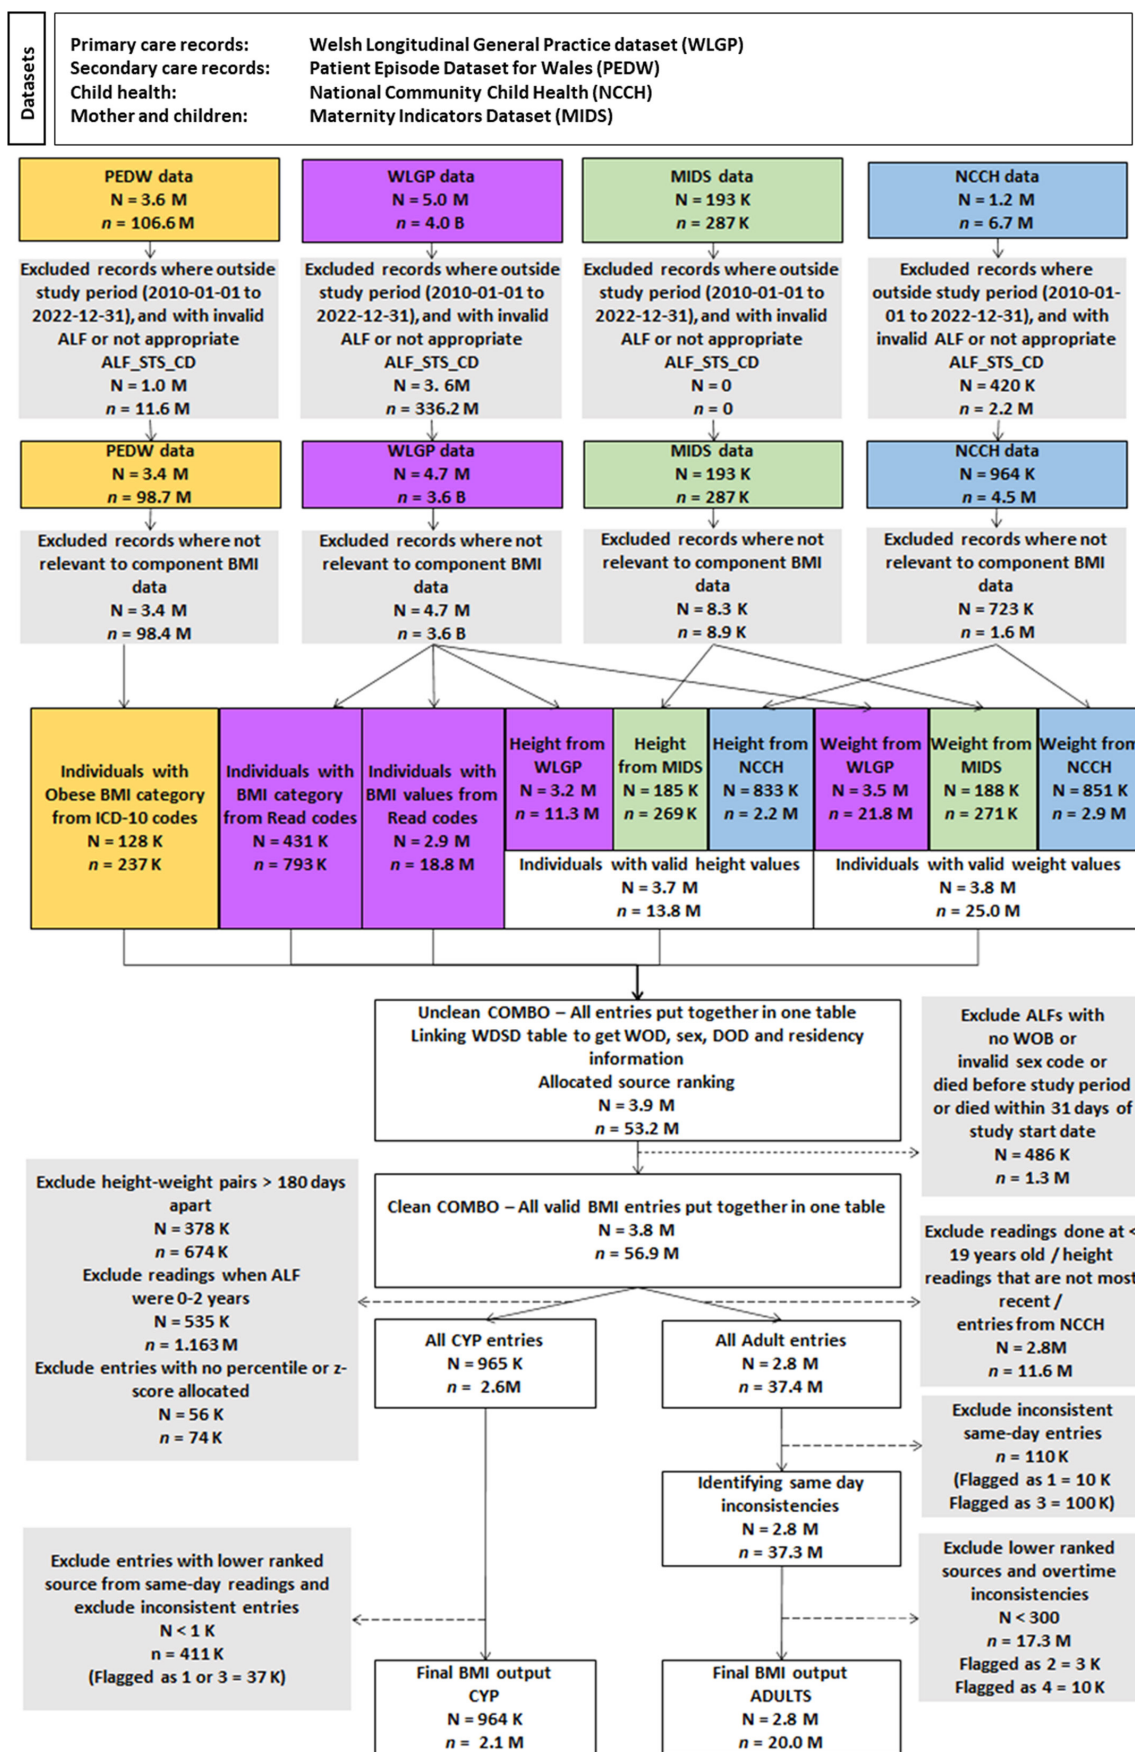 Datasets
Primary care records: Welsh Longitudinal General Practice dataset (WLGP)
Secondary care records: Patient Episode Dataset for Wales (PEDW)
Child health: National Community Child Health (NCCH)
Mother and children: Maternity Indicators Dataset (MIDS)
PEDW data
N = 3.6 M
n = 106.6 M
WLGP data
N = 5.0 M
n = 4.0 B
MIDS data
N = 193 K
n = 287 K
NCCH data
N = 1.2 M
n = 6.7 M
Excluded records where outside
study period (2010-01-01 to
2022-12-31), and with invalid
ALF or not appropriate
ALF_STS_CD
N = 1.0 M
n = 11.6 M
Excluded records where outside
study period (2010-01-01 to
2022-12-31), and with invalid
ALF or not appropriate
ALF_STS_CD
N = 3. 6M
n = 336.2 M
Excluded records where outside
study period (2010-01-01 to
2022-12-31), and with invalid
ALF or not appropriate
ALF_STS_CD
N = 0
n = 0
Excluded records where
outside study period (2010-01-
01 to 2022-12-31), and with
invalid ALF or not appropriate
ALF_STS_CD
N = 420 K
n = 2.2 M
PEDW data
N = 3.4 M
n = 98.7 M
WLGP data
N = 4.7 M
n = 3.6 B
MIDS data
N = 193 K
n = 287 K
NCCH data
N = 964 K
n = 4.5 M
Excluded records where not
relevant to component BMI
data
N = 3.4 M
n = 98.4 M
Excluded records where not
relevant to component BMI
data
N = 4.7 M
n = 3.6 B
Excluded records where not
relevant to component BMI
data
N = 8.3 K
n = 8.9 K
Excluded records where not
relevant to component BMI
data
N = 723 K
n = 1.6 M
Individuals with
Obese BMI category
from ICD-10 codes
N = 128 K
n = 237 K
Individuals with
BMI category
from Read codes
N = 431 K
n = 793 K
Individuals with
BMI values from
Read codes
N = 2.9 M
n = 18.8 M
Height from
WLGP
N = 3.2 M
n = 11.3 M
Height
from MIDS
N = 185 K
n = 269 K
Height from
NCCH
N = 833 K
n = 2.2 M
Weight from
WLGP
N = 3.5 M
n = 21.8 M
Weight from
MIDS
N = 188 K
n = 271 K
Weight from
NCCH
N = 851 K
n = 2.9 M
Individuals with valid height values
N = 3.7 M
n = 13.8 M
Individuals with valid weight values
N = 3.8 M
n = 25.0 M
Unclean COMBO – All entries put together in one table
Linking WDSD table to get WOD, sex, DOD and residency
information
Allocated source ranking
N = 3.9 M
n = 53.2 M
Exclude ALFs with
no WOB or
invalid sex code or
died before study period
or died within 31 days of
study start date
N = 486 K
n = 1.3 M
Clean COMBO – All valid BMI entries put together in one table
N = 3.8 M
n = 56.9 M
Exclude height-weight pairs > 180 days
apart
N = 378 K
n = 674 K
Exclude readings when ALF
were 0-2 years
N = 535 K
n = 1.163 M
Exclude entries with no percentile or z-
score allocated
N = 56 K
n = 74 K
Exclude readings done at <
19 years old / height
readings that are not most
recent /
entries from NCCH
N = 2.8M
n = 11.6 M
All CYP entries
N = 965 K
n = 2.6M
All Adult entries
N = 2.8 M
n = 37.4 M
Exclude inconsistent
same-day entries
n = 110 K
(Flagged as 1 = 10 K
Flagged as 3 = 100 K)
Identifying same day
inconsistencies
N = 2.8 M
n = 37.3 M
Exclude entries with lower ranked
source from same-day readings and
exclude inconsistent entries
N < 1 K
n = 411 K
(Flagged as 1 or 3 = 37 K)
Exclude lower ranked
sources and overtime
inconsistencies
N < 300
n = 17.3 M
Flagged as 2 = 3 K
Flagged as 4 = 10 K
Final BMI output
CYP
N = 964 K
n = 2.1 M
Final BMI output
ADULTS
N = 2.8 M
n = 20.0 M